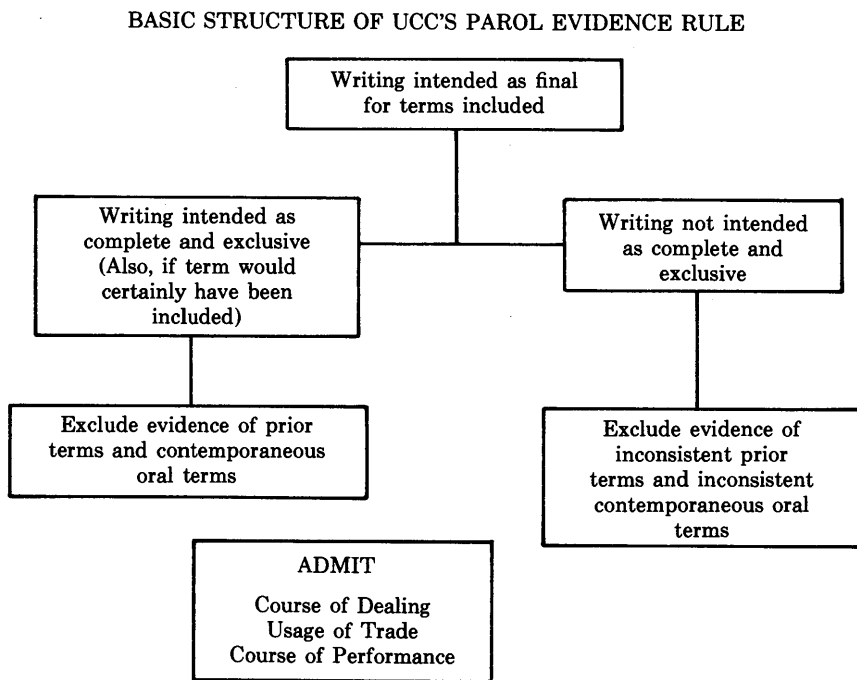 BASIC STRUCTURE OF UCC'S PAROL EVIDENCE RULE
Writing intended as final
for terms included
Writing intended as
complete and exclusive
(Also, if term would
certainly have been
included)
Writing not intended
as complete and
exclusive
Exclude evidence of prior
terms and contemporaneous
oral terms
Exclude evidence of
inconsistent prior
terms and inconsistent
contemporaneous oral
terms
ADMIT
Course of Dealing
Usage of Trade
Course of Performance